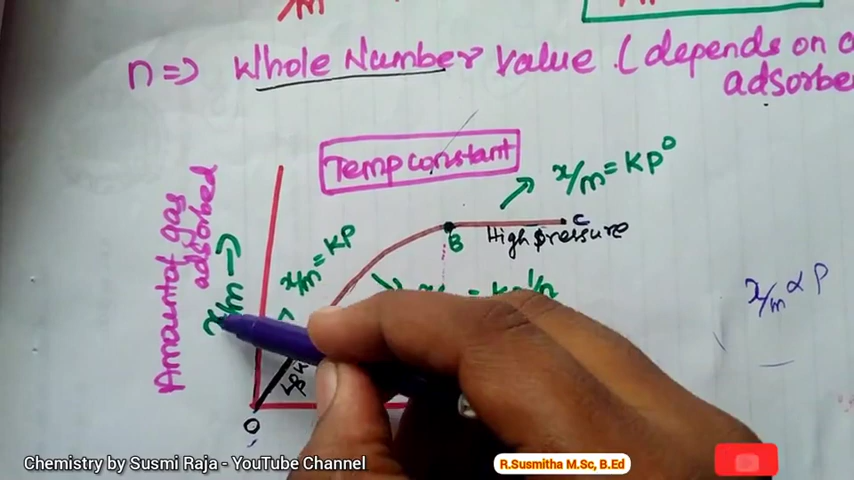 n => Whole Number Value (depends on
adsorbe
Temp constant
x/m = KP⁰
Amount of gas
adsorbed
x/m →
x/m = KP
B
C
High pressure
x/m ∝ P
O
Chemistry by Susmi Raja - YouTube Channel
R.Susmitha M.Sc, B.Ed